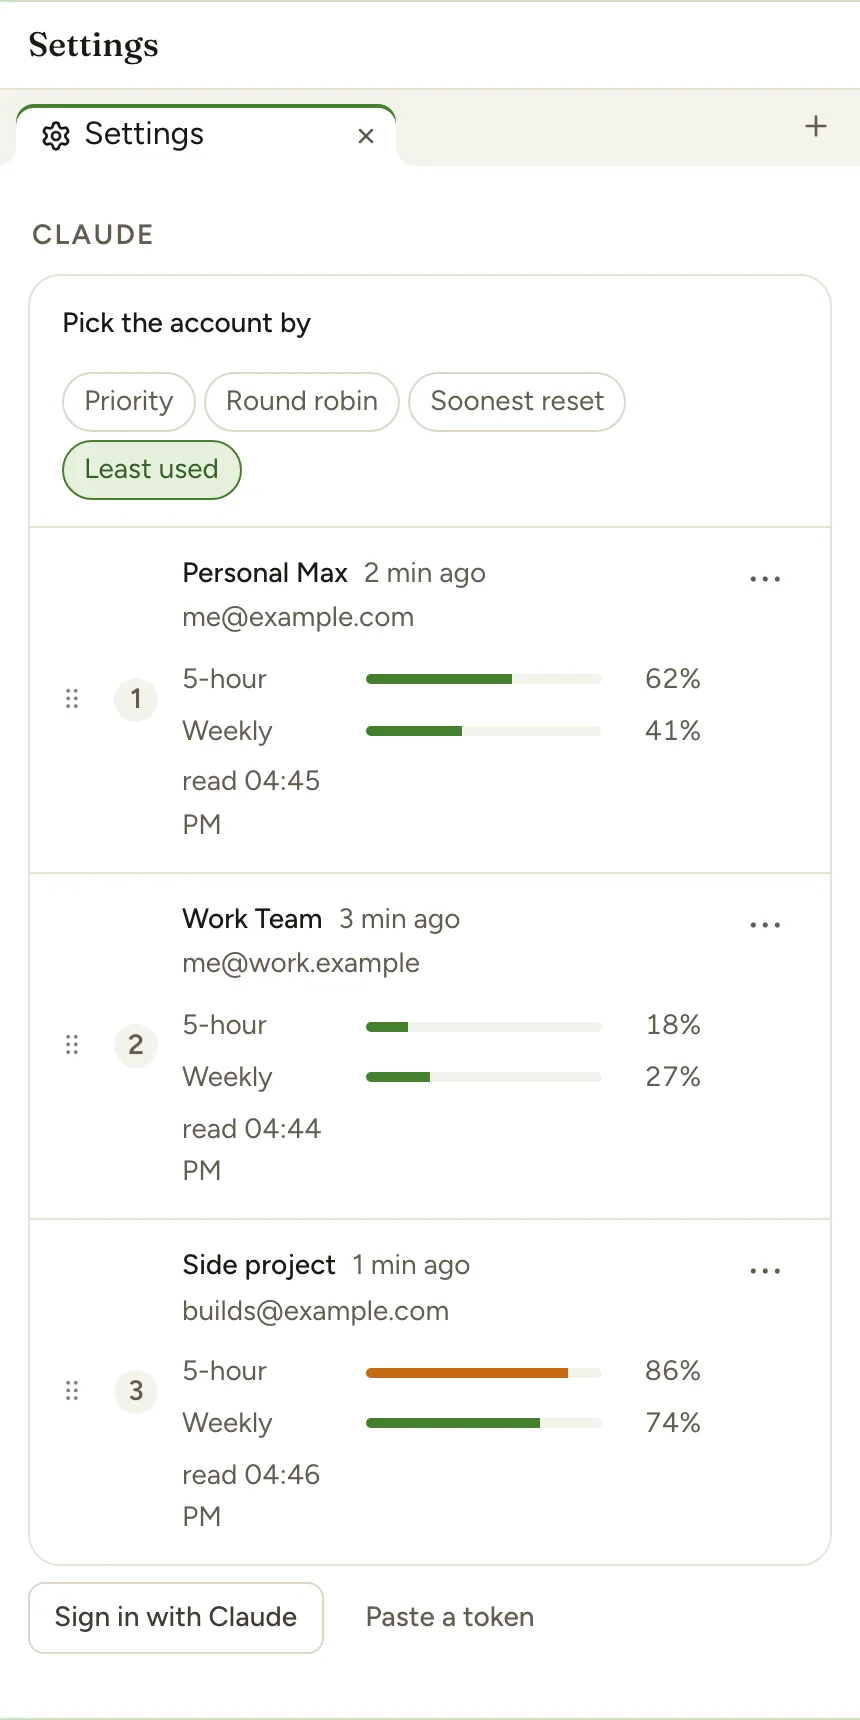 Settings
Settings
CLAUDE
Pick the account by
Priority
Round robin
Soonest reset
Least used
Personal Max 2 min ago
me@example.com
1
5-hour 62%
Weekly 41%
read 04:45
PM
Work Team 3 min ago
me@work.example
2
5-hour 18%
Weekly 27%
read 04:44
PM
Side project 1 min ago
builds@example.com
3
5-hour 86%
Weekly 74%
read 04:46
PM
Sign in with Claude
Paste a token